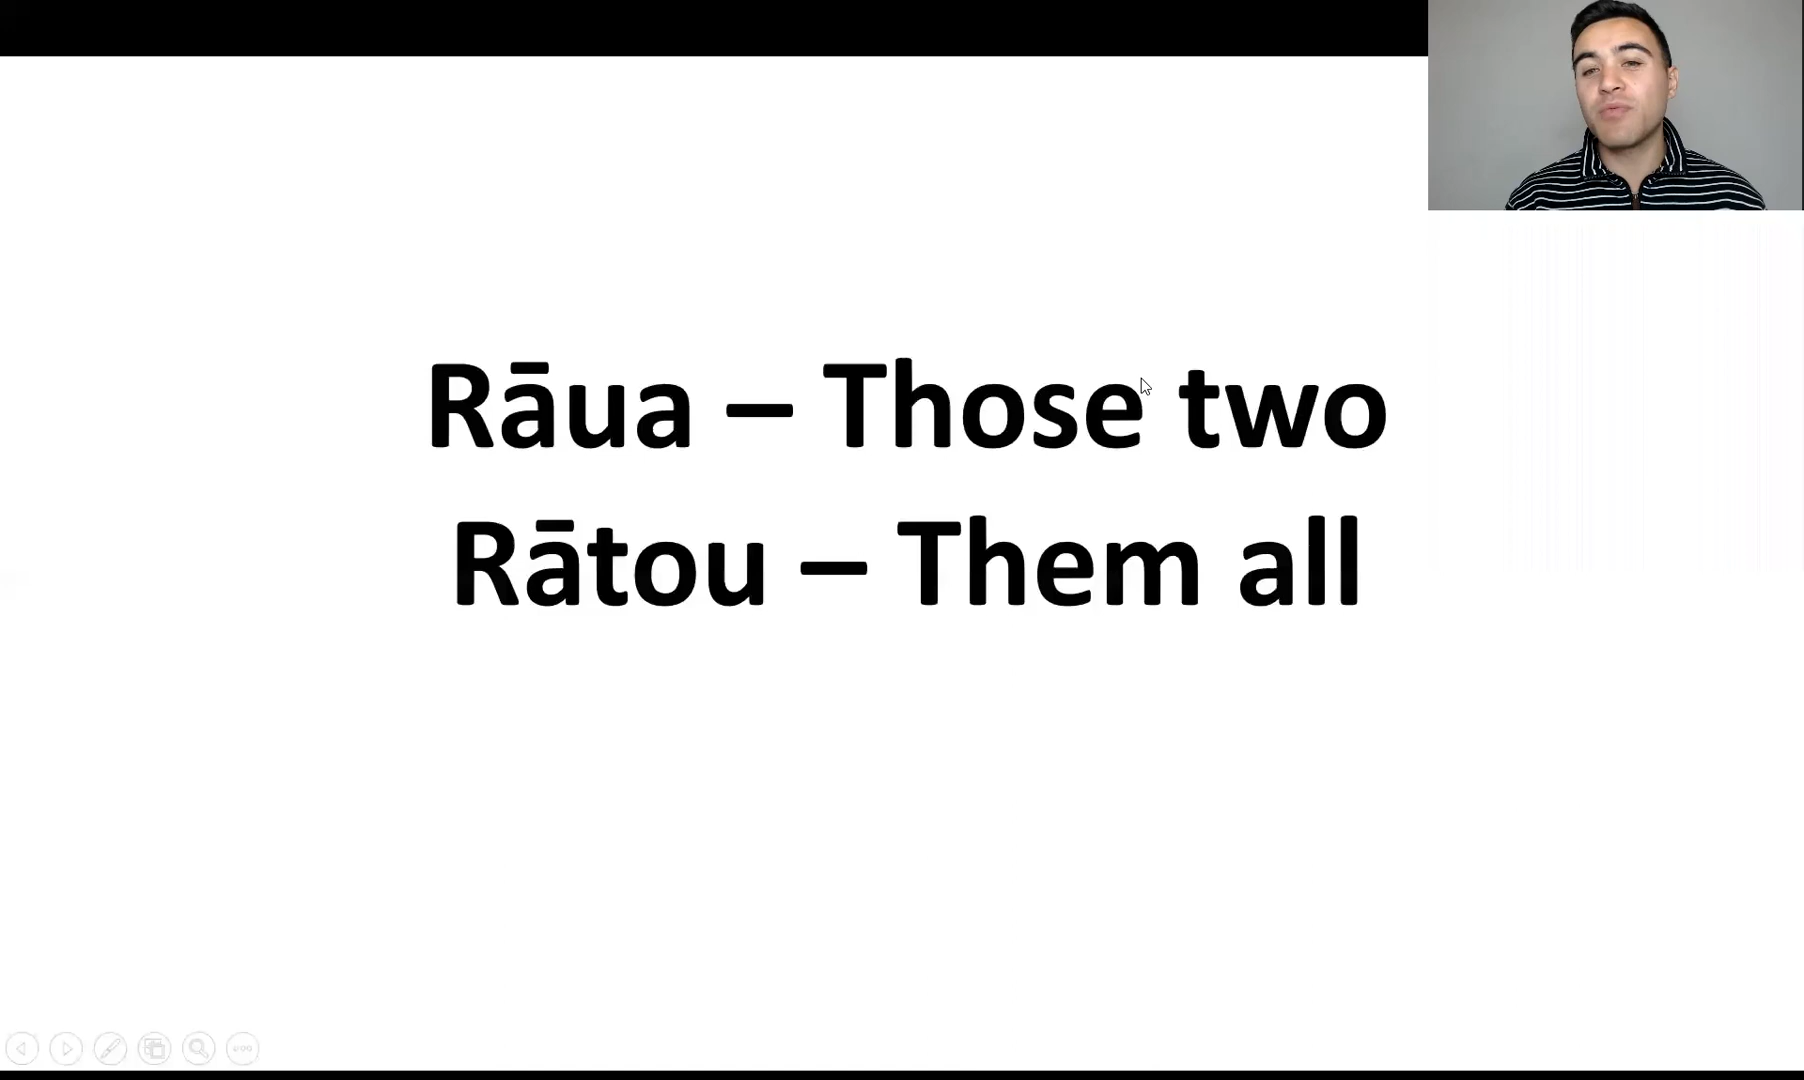 Rāua – Those two
Rātou – Them all